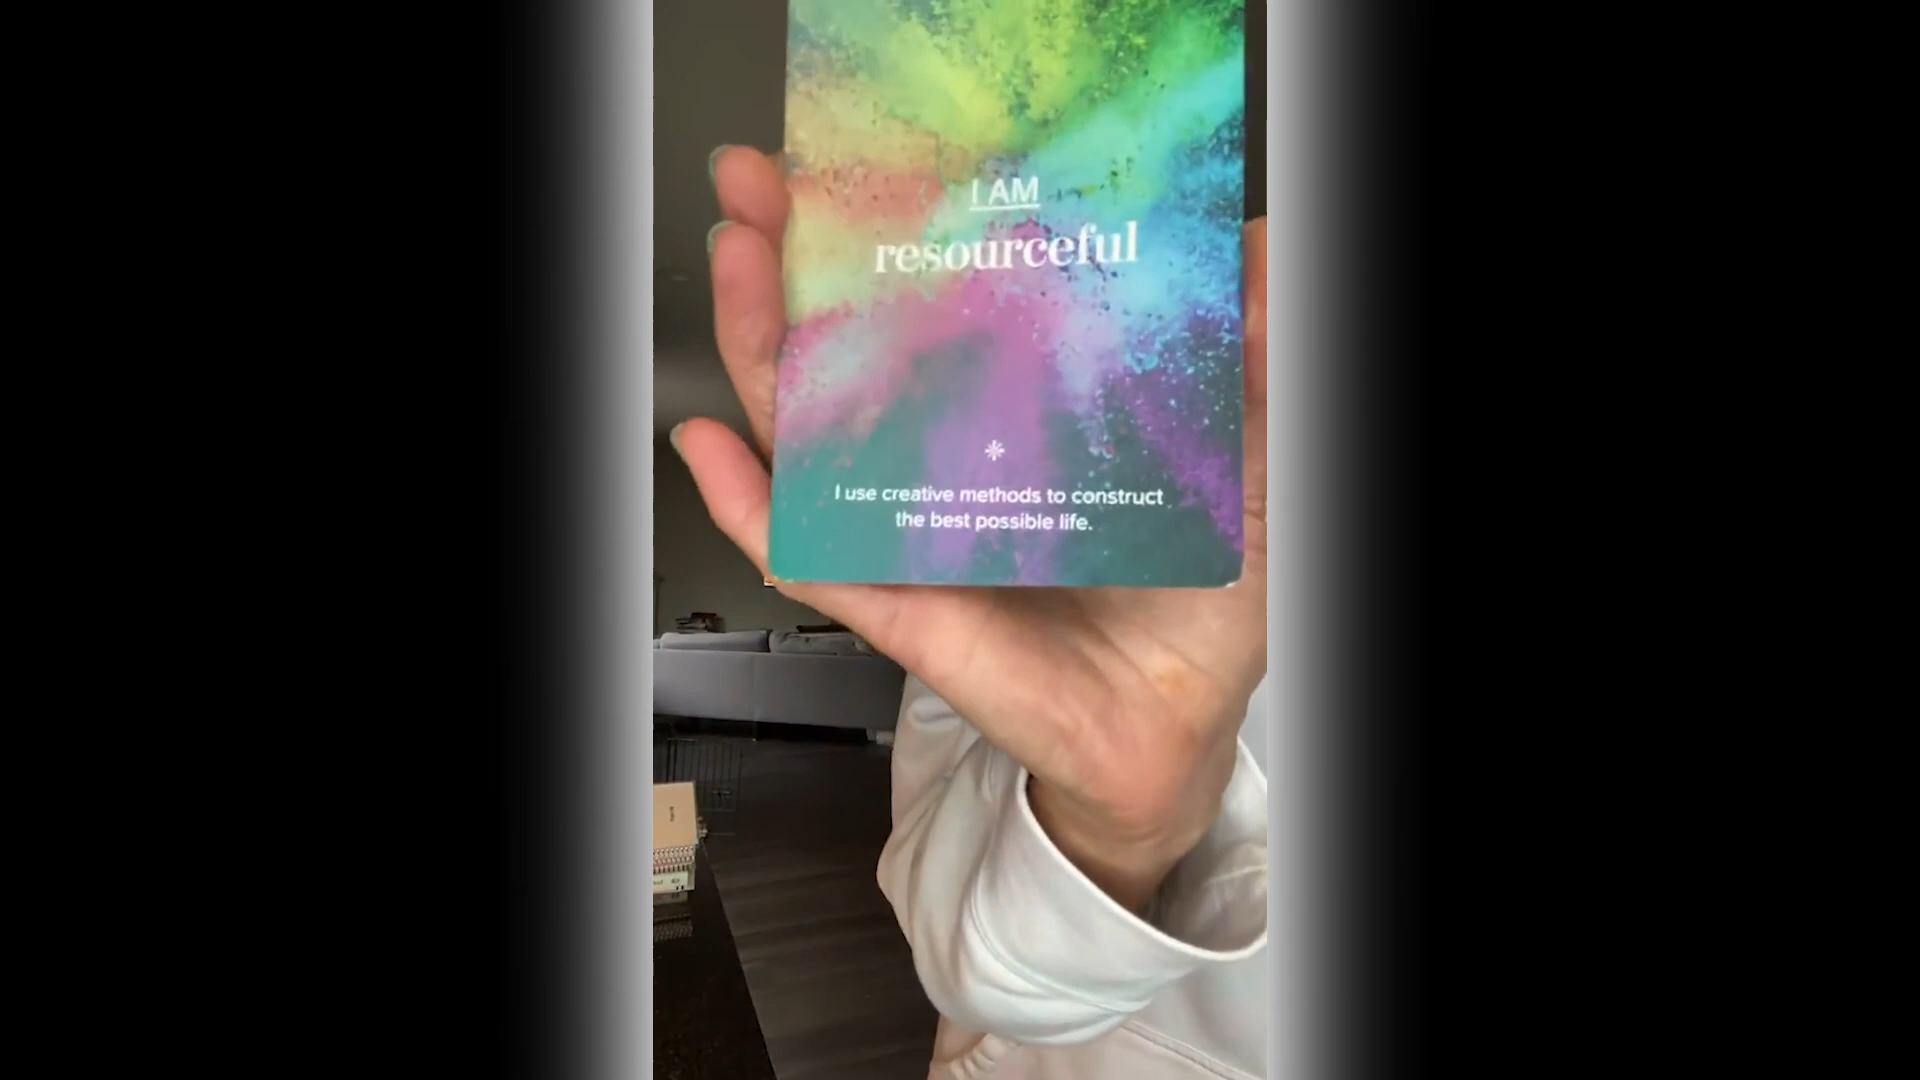 I AM
resourceful
I use creative methods to construct
the best possible life.